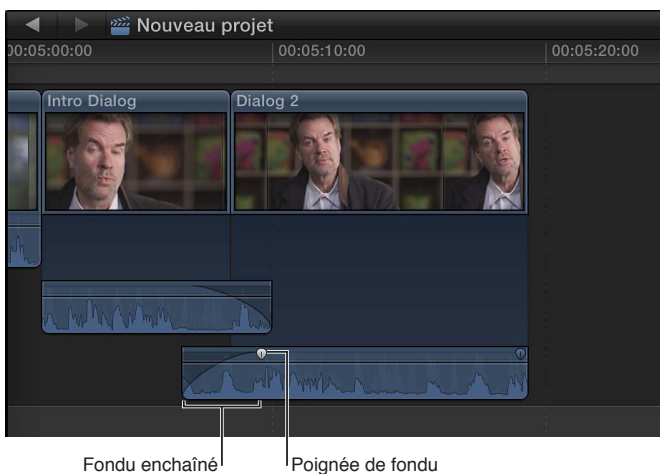 Nouveau projet
00:05:00:00 00:05:10:00 00:05:20:00
Intro Dialog Dialog 2
Fondu enchaîné Poignée de fondu